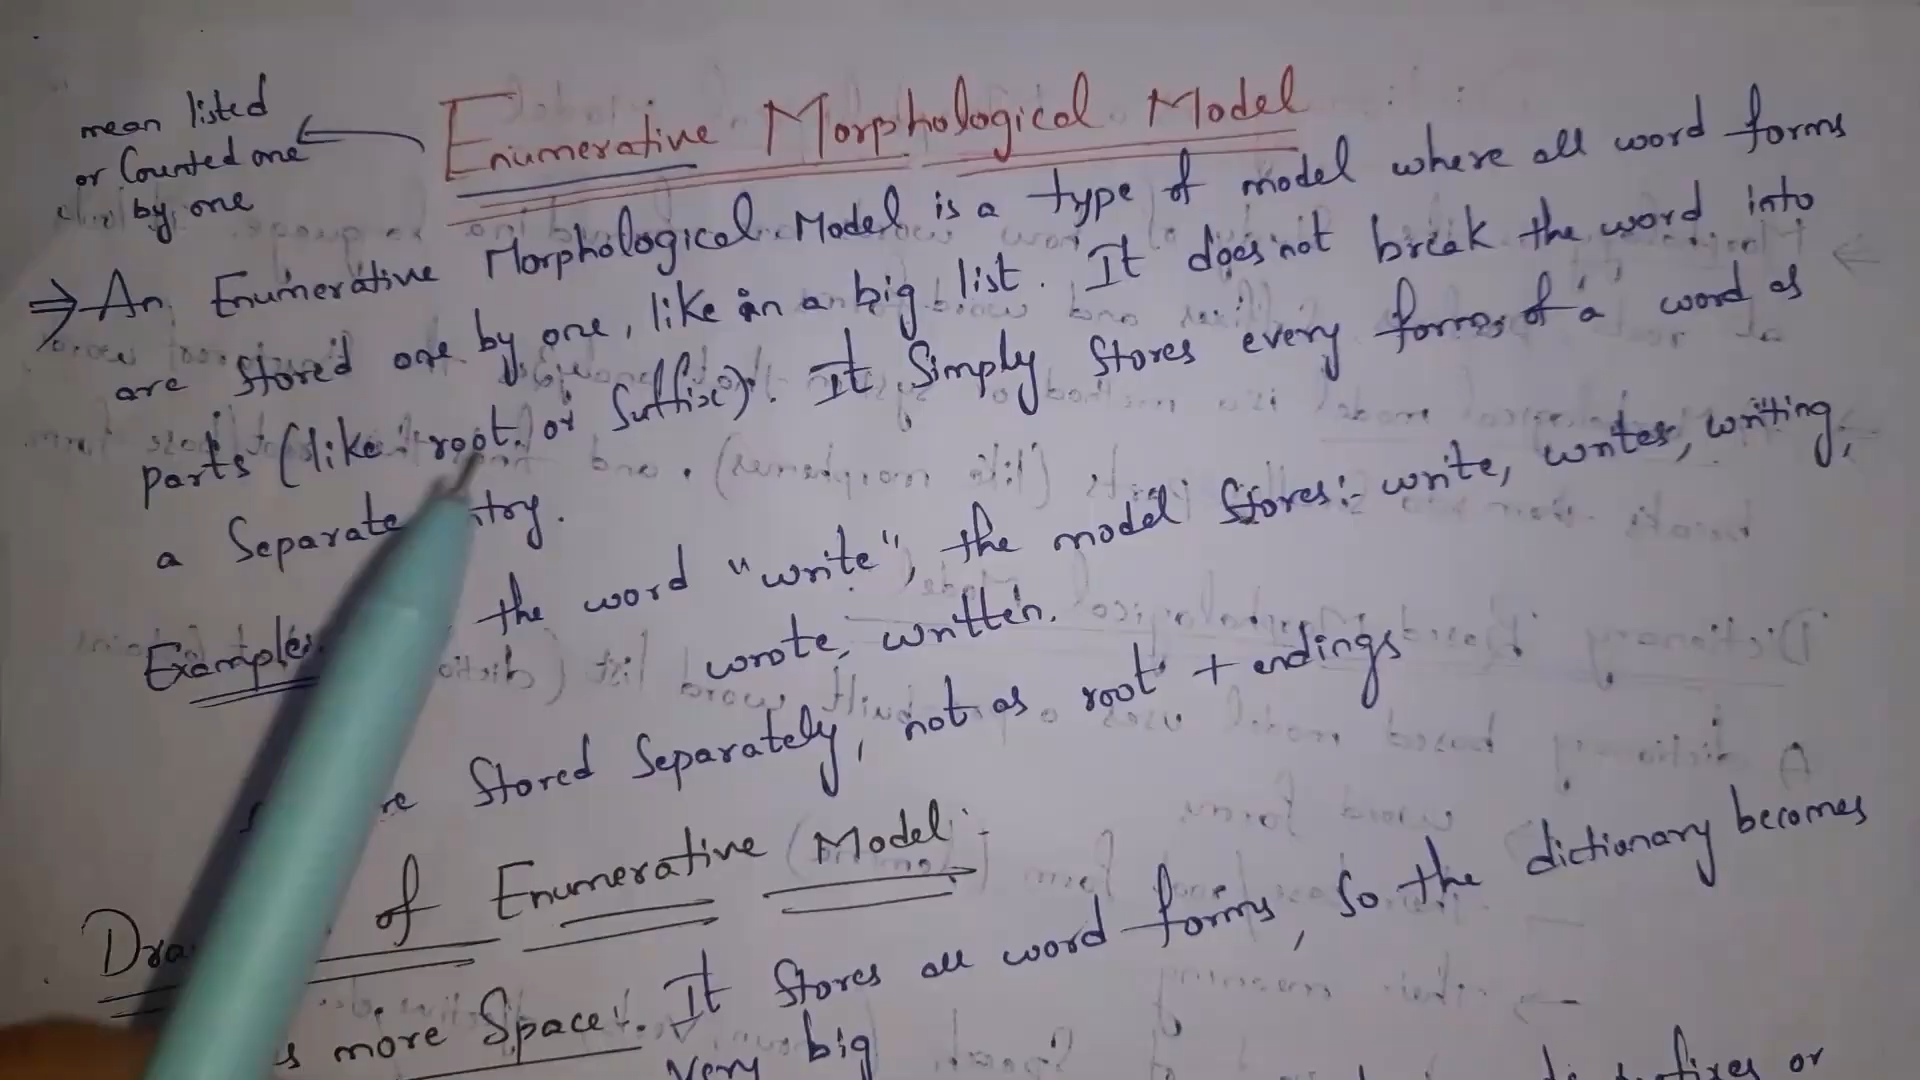 mean listed
or Counted one
by one
Enumerative Morphological Model
⇒ An Enumerative Morphological Model is a type of model where all word forms
are stored one by one, like in a big list. It does not break the word into
parts (like root or Suffix). It Simply Stores every forms of a word as
a Separate
Example the word "write", the model Stores:- write, writes, writing,
wrote, written.
Stored Separately, not as root + endings
of Enumerative Model:-
more Space:. It Stores all word forms, So the dictionary becomes
very big
or